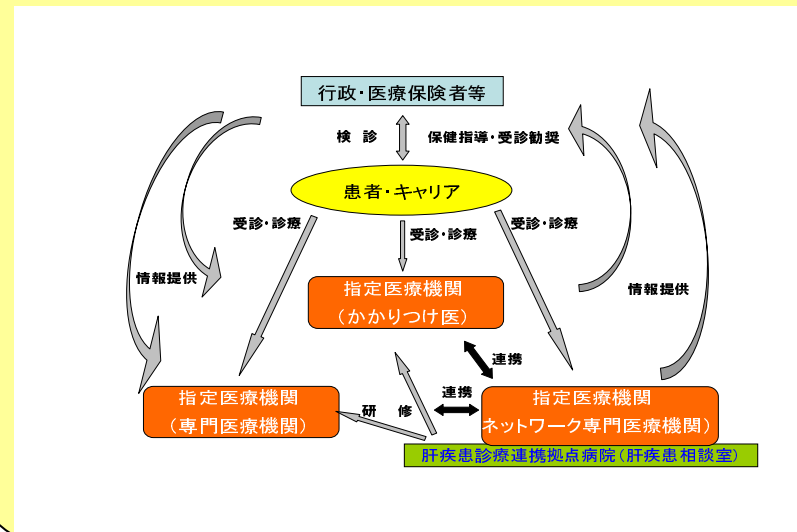 行政・医療保険者等
検　診
保健指導・受診勧奨
患者・キャリア
受診・診療
受診・診療
受診・診療
情報提供
情報提供
指定医療機関
（かかりつけ医）
連携
指定医療機関
（専門医療機関）
研　修
連携
指定医療機関
ネットワーク専門医療機関）
肝疾患診療連携拠点病院（肝疾患相談室）